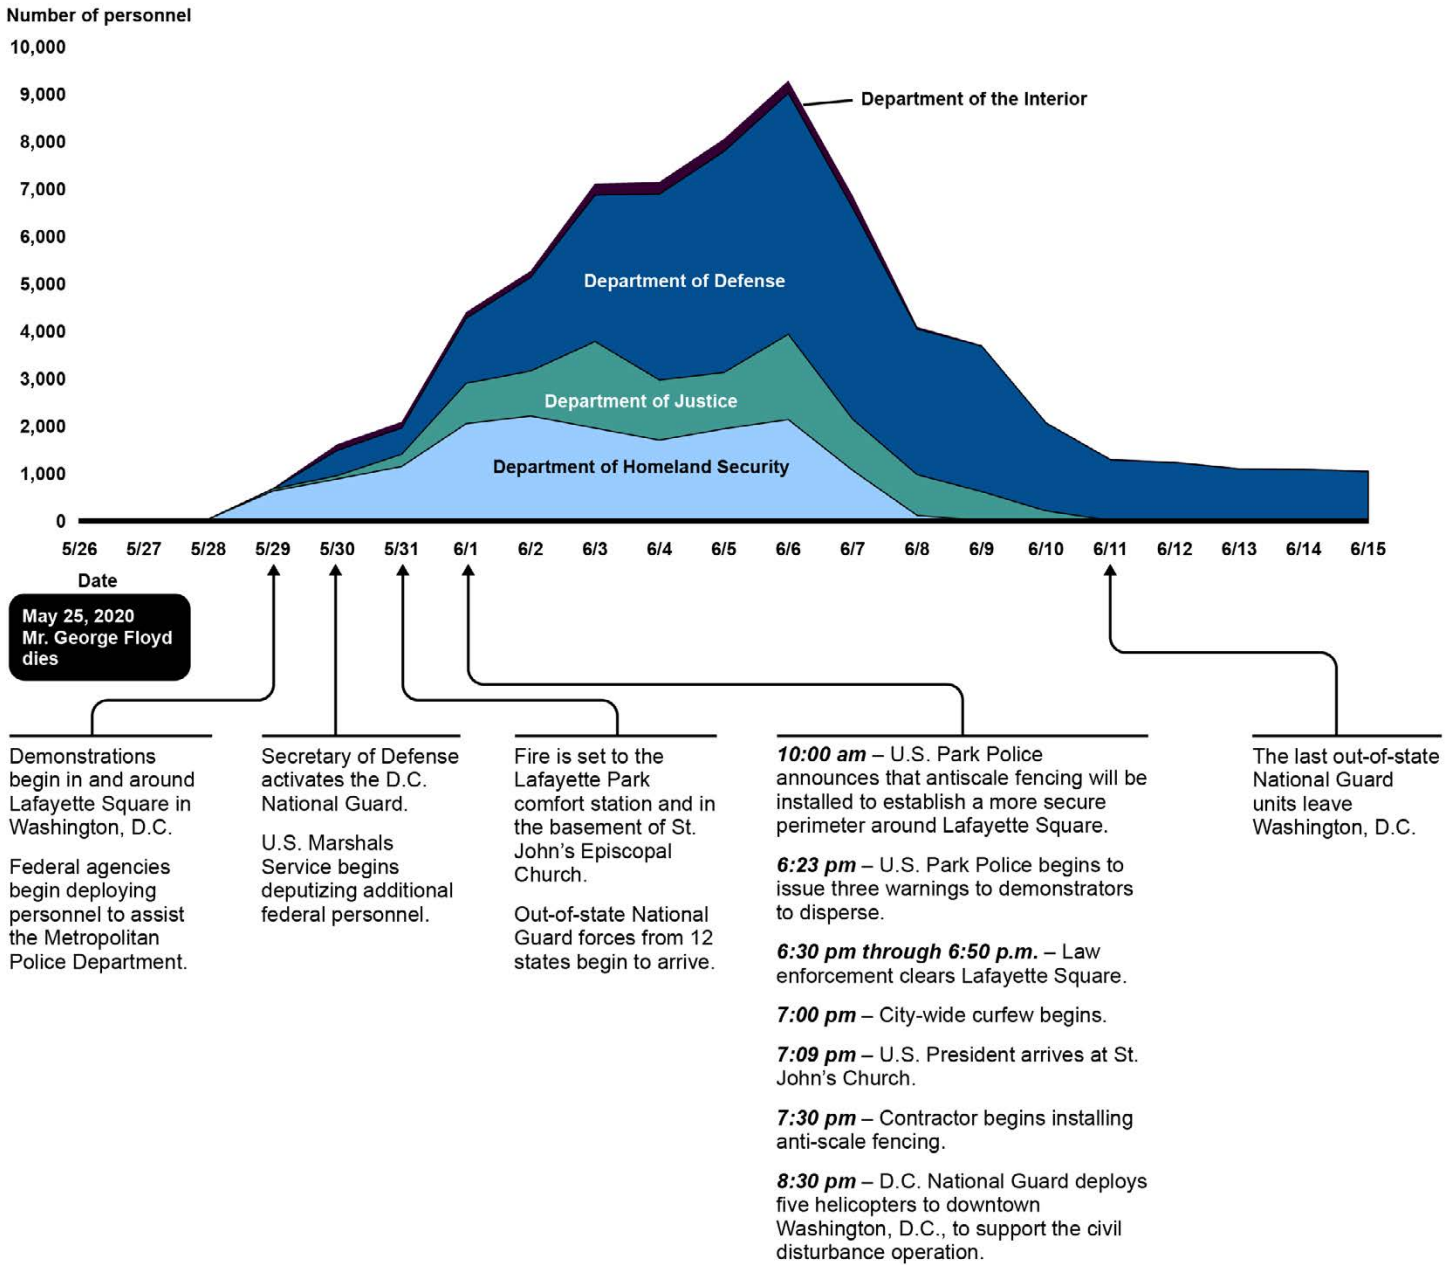 Number of personnel
10,000
9,000
8,000
7,000
6,000
5,000
4,000
3,000
2,000
1,000
0
Department of the Interior
Department of Defense
Department of Justice
Department of Homeland Security
5/26 5/27 5/28 5/29 5/30 5/31 6/1 6/2 6/3 6/4 6/5 6/6 6/7 6/8 6/9 6/10 6/11 6/12 6/13 6/14 6/15
Date
May 25, 2020
Mr. George Floyd
dies
Demonstrations
begin in and around
Lafayette Square in
Washington, D.C.
Federal agencies
begin deploying
personnel to assist
the Metropolitan
Police Department.
Secretary of Defense
activates the D.C.
National Guard.
U.S. Marshals
Service begins
deputizing additional
federal personnel.
Fire is set to the
Lafayette Park
comfort station and in
the basement of St.
John's Episcopal
Church.
Out-of-state National
Guard forces from 12
states begin to arrive.
10:00 am – U.S. Park Police
announces that antiscale fencing will be
installed to establish a more secure
perimeter around Lafayette Square.
6:23 pm – U.S. Park Police begins to
issue three warnings to demonstrators
to disperse.
6:30 pm through 6:50 p.m. – Law
enforcement clears Lafayette Square.
7:00 pm – City-wide curfew begins.
7:09 pm – U.S. President arrives at St.
John's Church.
7:30 pm – Contractor begins installing
anti-scale fencing.
8:30 pm – D.C. National Guard deploys
five helicopters to downtown
Washington, D.C., to support the civil
disturbance operation.
The last out-of-state
National Guard
units leave
Washington, D.C.